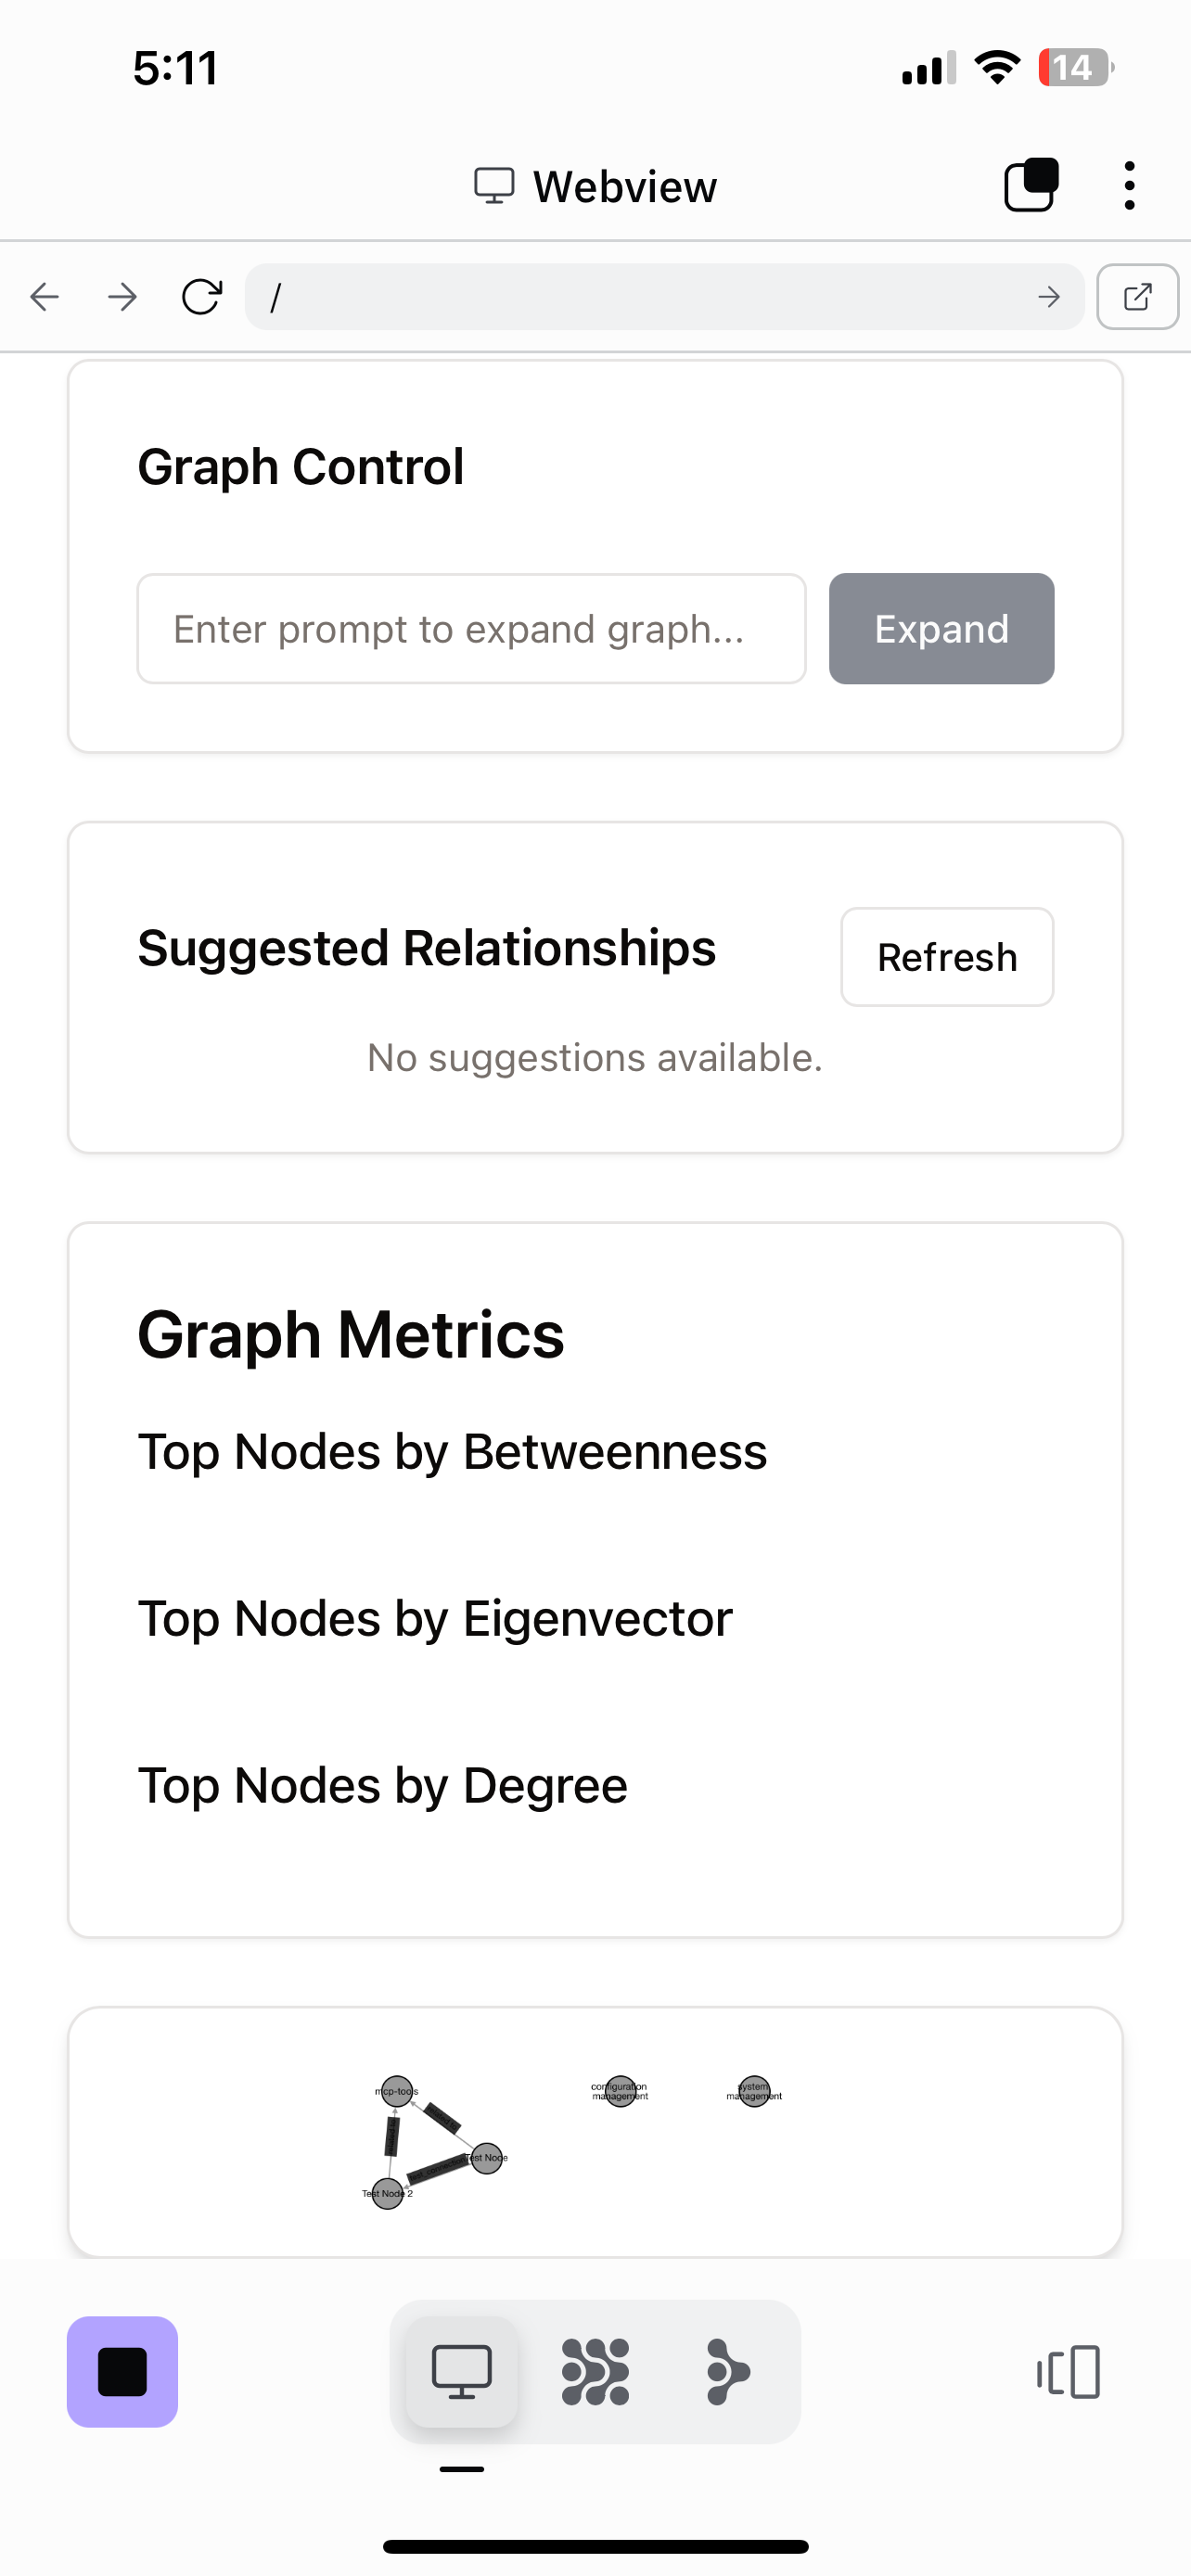 5:11
14
Webview
/
Graph Control
Enter prompt to expand graph...
Expand
Suggested Relationships
Refresh
No suggestions available.
Graph Metrics
Top Nodes by Betweenness
Top Nodes by Eigenvector
Top Nodes by Degree
mcp-tools
configuration
management
system
management
Test Node
Test Node 2